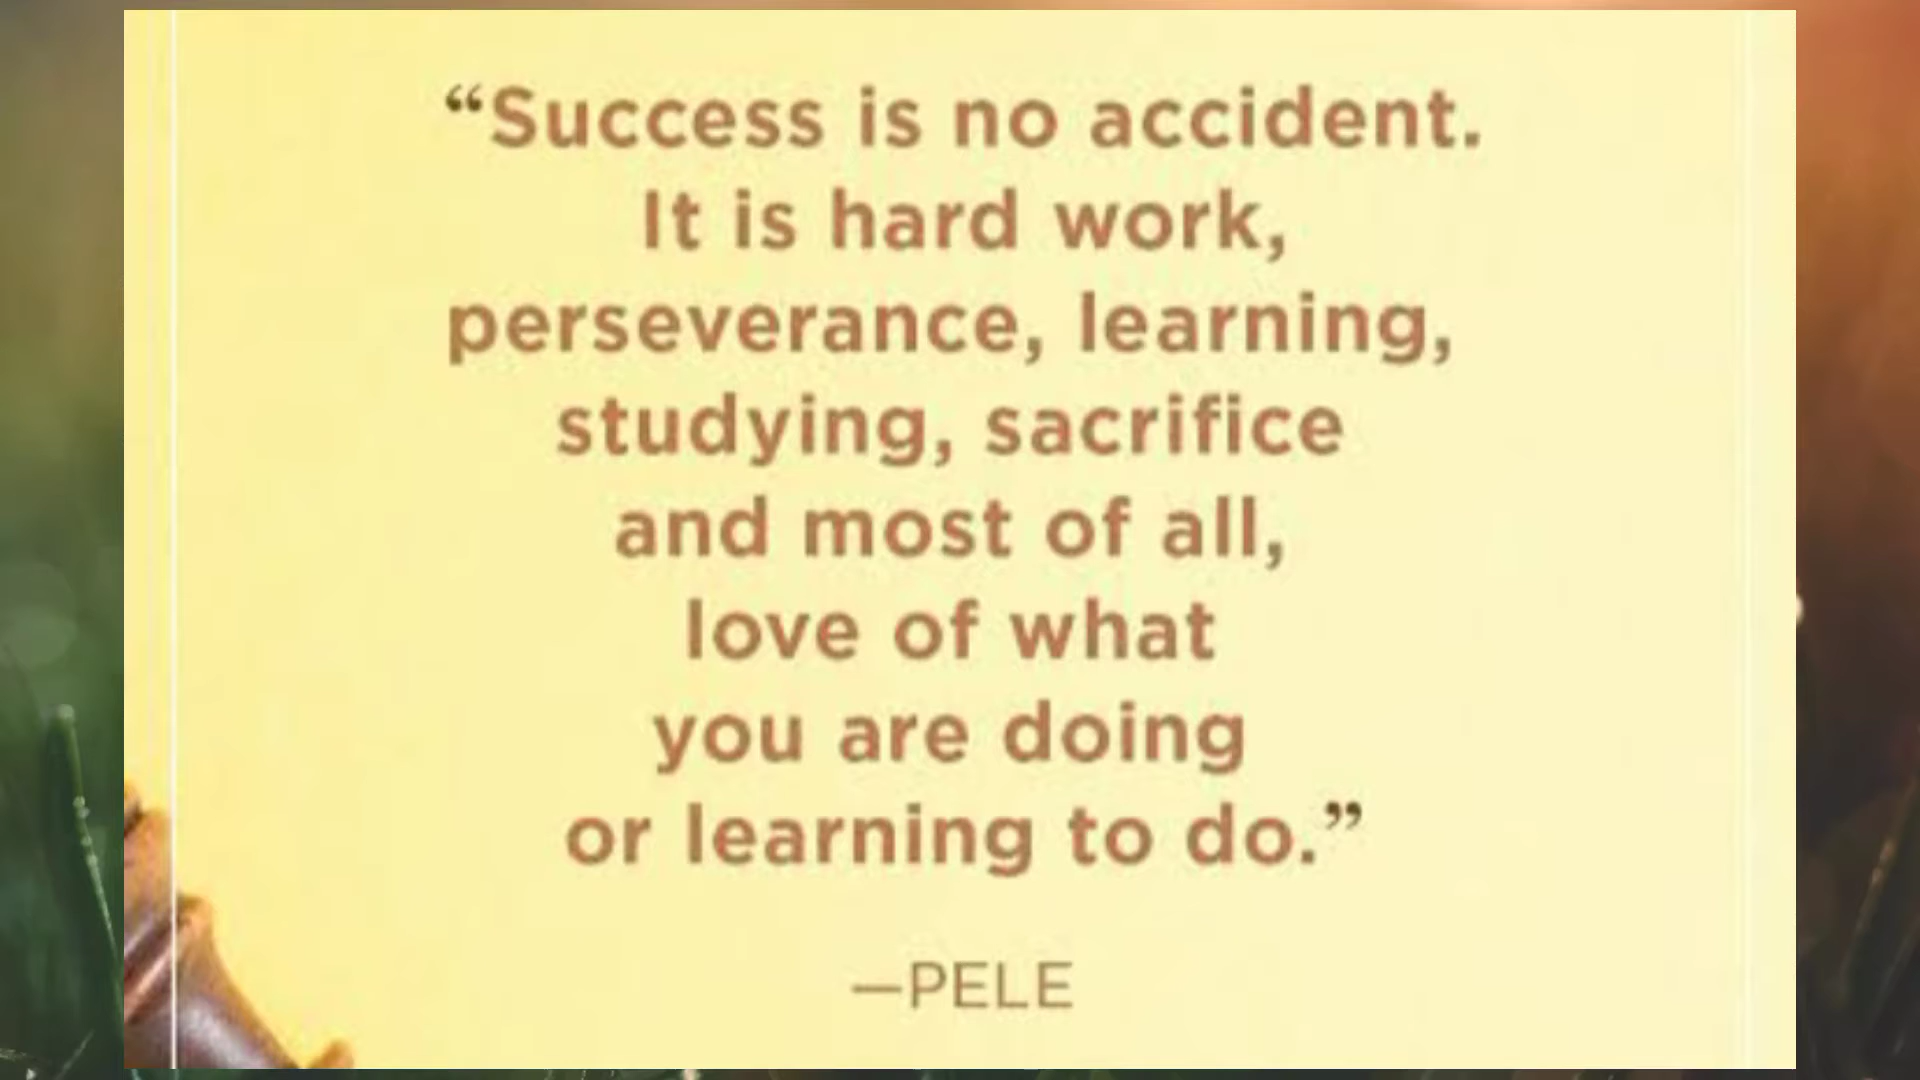 “Success is no accident.
It is hard work,
perseverance, learning,
studying, sacrifice
and most of all,
love of what
you are doing
or learning to do.”
—PELE